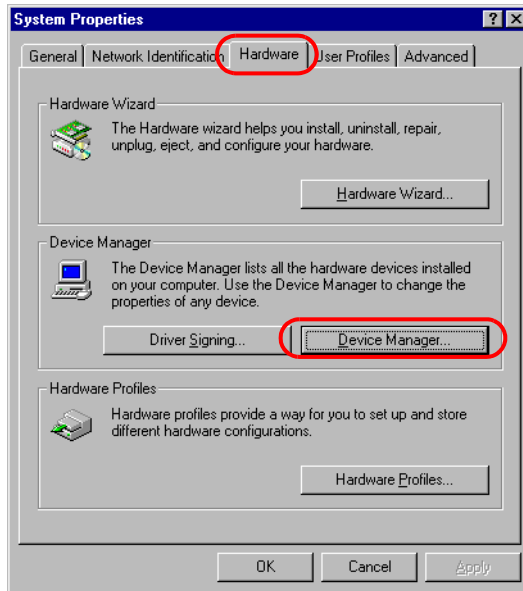 System Properties
General
Network Identification
Hardware
User Profiles
Advanced
Hardware Wizard
The Hardware wizard helps you install, uninstall, repair,
unplug, eject, and configure your hardware.
Hardware Wizard...
Device Manager
The Device Manager lists all the hardware devices installed
on your computer. Use the Device Manager to change the
properties of any device.
Driver Signing...
Device Manager...
Hardware Profiles
Hardware profiles provide a way for you to set up and store
different hardware configurations.
Hardware Profiles...
OK
Cancel
Apply